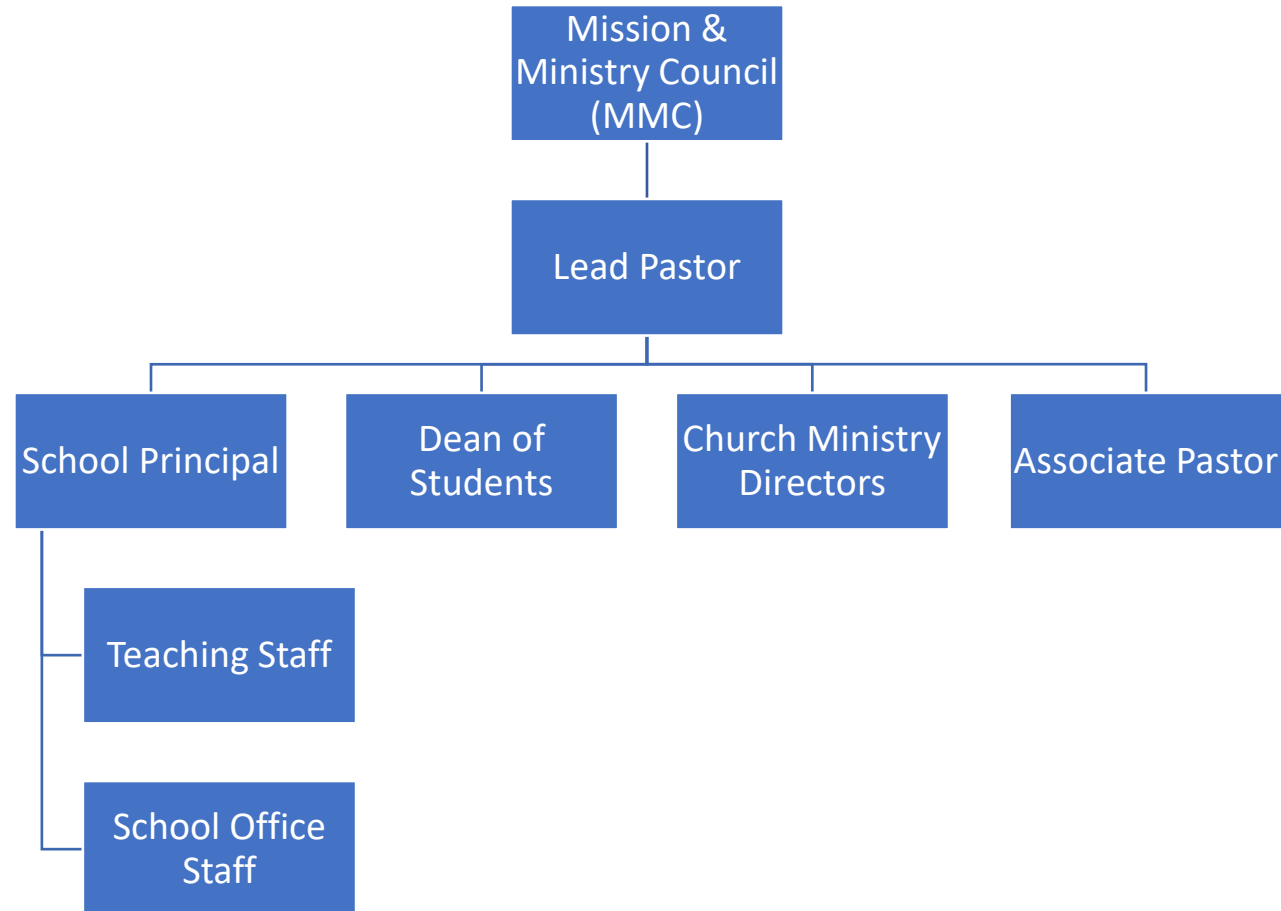 Mission &
Ministry Council
(MMC)
Lead Pastor
School Principal
Dean of
Students
Church Ministry
Directors
Associate Pastor
Teaching Staff
School Office
Staff